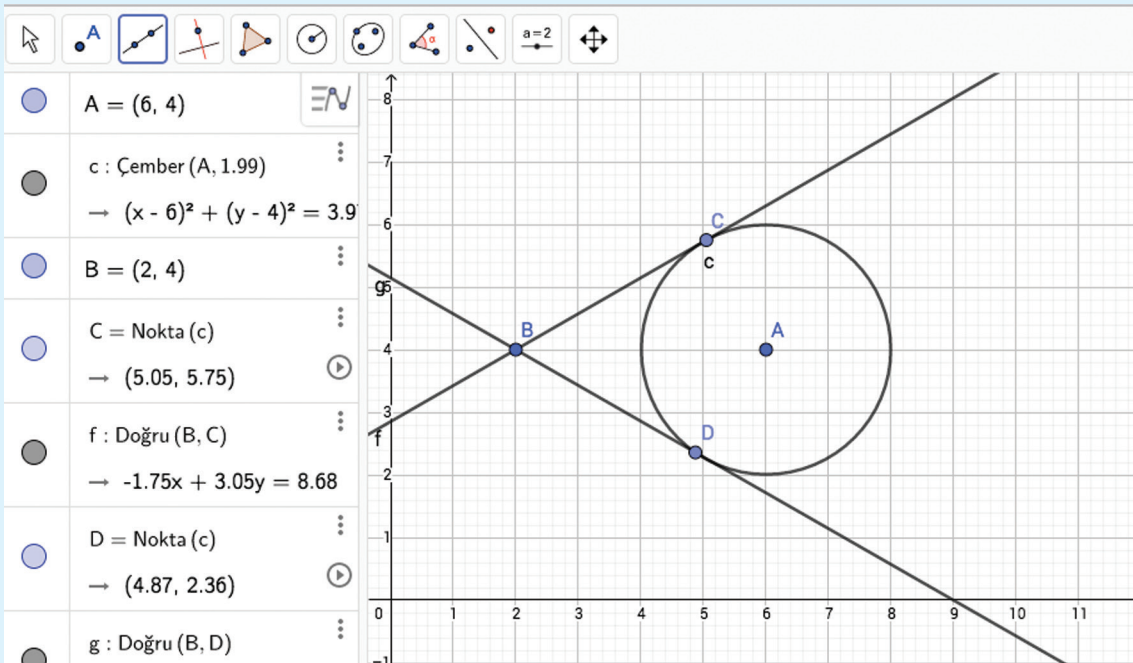 A
α
a = 2
A = (6, 4)
c : Çember (A, 1.99)
→ (x - 6)² + (y - 4)² = 3.9
B = (2, 4)
C = Nokta (c)
→ (5.05, 5.75)
f : Doğru (B, C)
→ -1.75x + 3.05y = 8.68
D = Nokta (c)
→ (4.87, 2.36)
g : Doğru (B, D)
8
7
6
C
c
g
5
B
A
4
3
f
D
2
1
0 1 2 3 4 5 6 7 8 9 10 11
-1